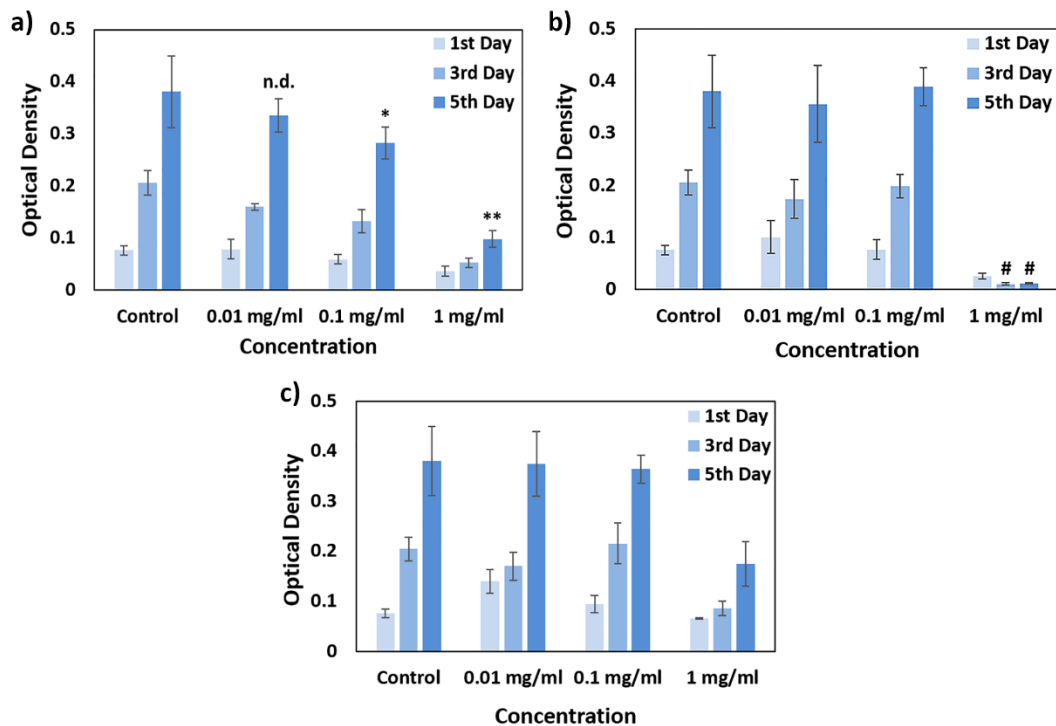 a)
0.5
0.4
0.3
0.2
0.1
0
Optical Density
1st Day
3rd Day
5th Day
n.d.
*
**
Control
0.01 mg/ml
0.1 mg/ml
1 mg/ml
Concentration
b)
0.5
0.4
0.3
0.2
0.1
0
Optical Density
1st Day
3rd Day
5th Day
# #
Control
0.01 mg/ml
0.1 mg/ml
1 mg/ml
Concentration
c)
0.5
0.4
0.3
0.2
0.1
0
Optical Density
1st Day
3rd Day
5th Day
Control
0.01 mg/ml
0.1 mg/ml
1 mg/ml
Concentration